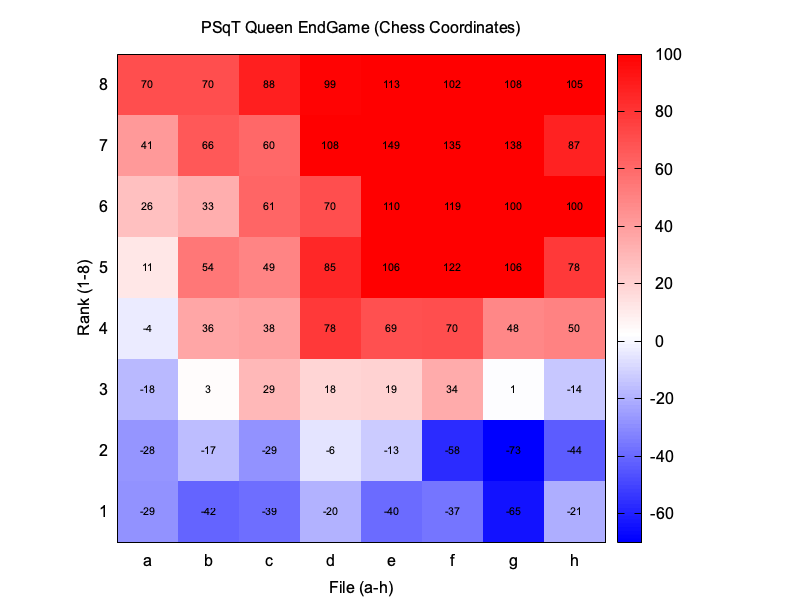 PSqT Queen EndGame (Chess Coordinates)
100
8 70 70 88 99 113 102 108 105
80
7 41 66 60 108 149 135 138 87
60
6 26 33 61 70 110 119 100 100
40
5 11 54 49 85 106 122 106 78
20
Rank (1-8)
4 -4 36 38 78 69 70 48 50
0
3 -18 3 29 18 19 34 1 -14
-20
2 -28 -17 -29 -6 -13 -58 -73 -44
-40
1 -29 -42 -39 -20 -40 -37 -65 -21
-60
a b c d e f g h
File (a-h)